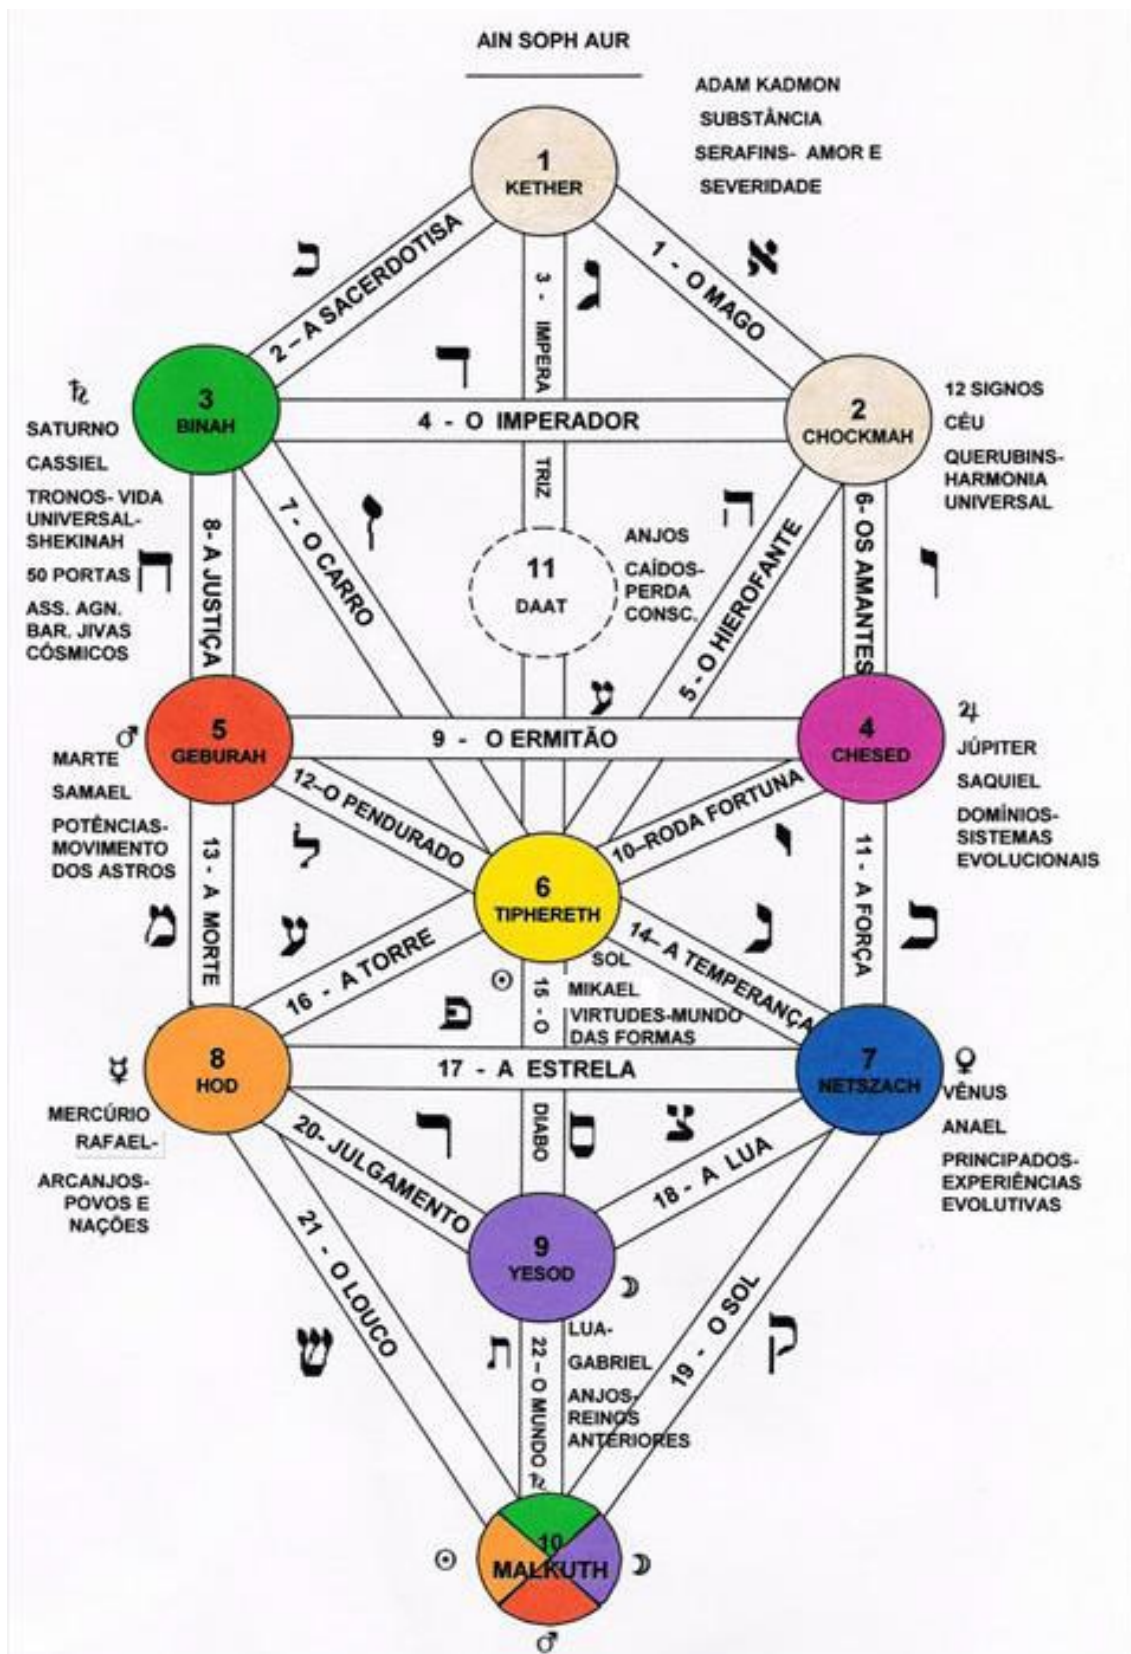 AIN SOPH AUR
ADAM KADMON
SUBSTÂNCIA
SERAFINS- AMOR E
SEVERIDADE
1
KETHER
2 – A SACERDOTISA
3 - IMPERA
1 - O MAGO
כ
ג
א
ד
♄
SATURNO
CASSIEL
TRONOS- VIDA
UNIVERSAL-
SHEKINAH
50 PORTAS
ASS. AGN.
BAR. JIVAS
CÓSMICOS
3
BINAH
4 - O IMPERADOR
2
CHOCKMAH
12 SIGNOS
CÉU
QUERUBINS-
HARMONIA
UNIVERSAL
TRIZ
8- A JUSTIÇA
ח
7 - O CARRO
ז
11
DAAT
ANJOS
CAÍDOS-
PERDA
CONSC.
ה
5 - O HIEROFANTE
6- OS AMANTES
ו
♂
MARTE
SAMAEL
POTÊNCIAS-
MOVIMENTO
DOS ASTROS
5
GEBURAH
9 - O ERMITÃO
4
CHESED
♃
JÚPITER
SAQUIEL
DOMÍNIOS-
SISTEMAS
EVOLUCIONAIS
12–O PENDURADO
10–RODA FORTUNA
ל
י
13 - A MORTE
מ
ע
6
TIPHERETH
11 - A FORÇA
נ
16 - A TORRE
14– A TEMPERANÇA
☉
SOL
MIKAEL
VIRTUDES-MUNDO
DAS FORMAS
15 - O
☿
MERCÚRIO
RAFAEL-
ARCANJOS-
POVOS E
NAÇÕES
8
HOD
17 - A ESTRELA
7
NETSZACH
♀
VÊNUS
ANAEL
PRINCIPADOS-
EXPERIÊNCIAS
EVOLUTIVAS
DIABO
ר
ס
צ
20- JULGAMENTO
18 - A LUA
9
YESOD
☽
LUA-
GABRIEL
ANJOS-
REINOS
ANTERIORES
21 - O LOUCO
ש
ת
22 – O MUNDO
♄
19 - O SOL
ק
10
MALKUTH
☉
☽
♂